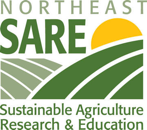 NORTHEAST
SARE
Sustainable Agriculture
Research & Education